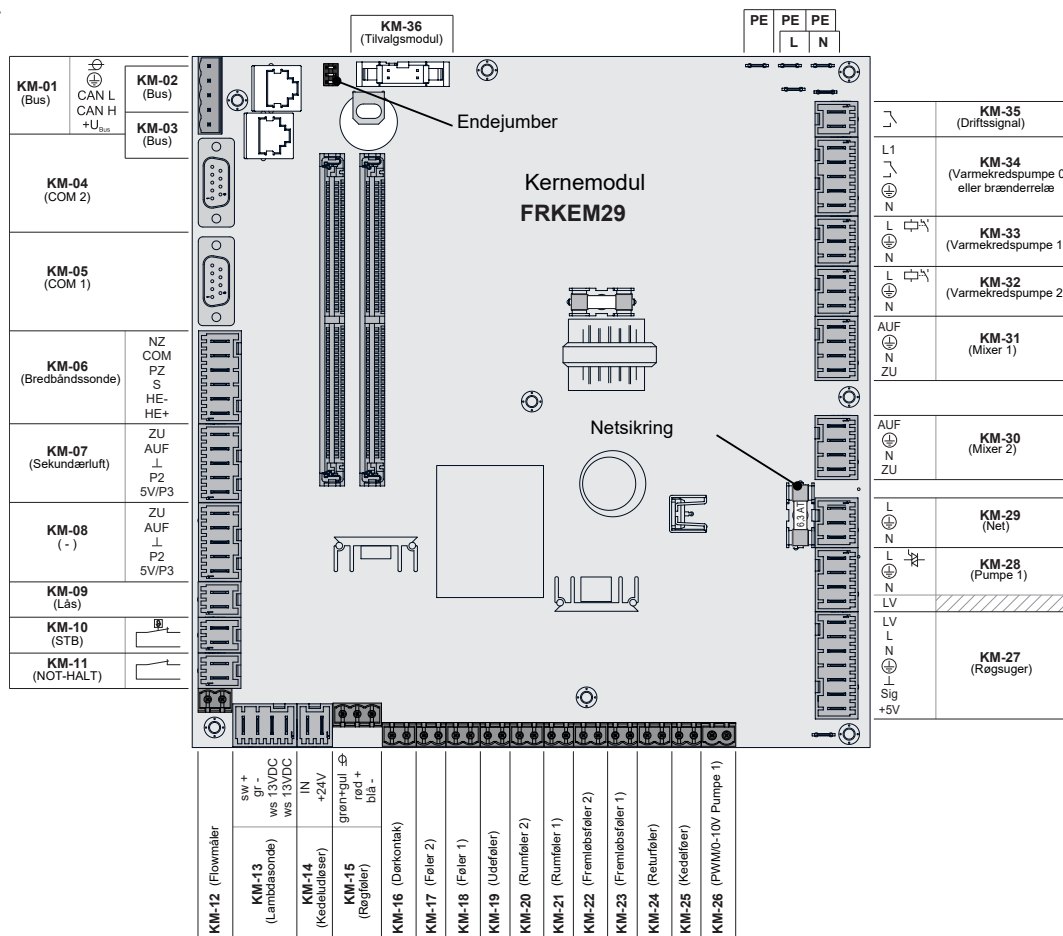 KM-36
(Tilvalgsmodul)
PE PE PE
L N
KM-01
(Bus)
CAN L
CAN H
+U Bus
KM-02
(Bus)
KM-03
(Bus)
KM-04
(COM 2)
KM-05
(COM 1)
KM-06
(Bredbåndssonde)
NZ
COM
PZ
S
HE-
HE+
KM-07
(Sekundærluft)
ZU
AUF
⊥
P2
5V/P3
KM-08
( - )
ZU
AUF
⊥
P2
5V/P3
KM-09
(Lås)
KM-10
(STB)
KM-11
(NOT-HALT)
Endejumber
Kernemodul
FRKEM29
Netsikring
6,3 AT
KM-35
(Driftssignal)
L1
N
KM-34
(Varmekredspumpe 0
eller brænderrelæ
L
N
KM-33
(Varmekredspumpe 1
L
N
KM-32
(Varmekredspumpe 2
AUF
N
ZU
KM-31
(Mixer 1)
AUF
N
ZU
KM-30
(Mixer 2)
L
N
KM-29
(Net)
L
N
LV
KM-28
(Pumpe 1)
LV
L
N
⊥
Sig
+5V
KM-27
(Røgsuger)
KM-12 (Flowmåler)
sw +
gr -
ws 13VDC
ws 13VDC
KM-13
(Lambdasonde)
IN
+24V
KM-14
(Kedeludløser)
grøn+gul
rød +
blå -
KM-15
(Røgføler)
KM-16 (Dørkontak)
KM-17 (Føler 2)
KM-18 (Føler 1)
KM-19 (Udeføler)
KM-20 (Rumføler 2)
KM-21 (Rumføler 1)
KM-22 (Fremløbsføler 2)
KM-23 (Fremløbsføler 1)
KM-24 (Returføler)
KM-25 (Kedelføer)
KM-26 (PWM/0-10V Pumpe 1)